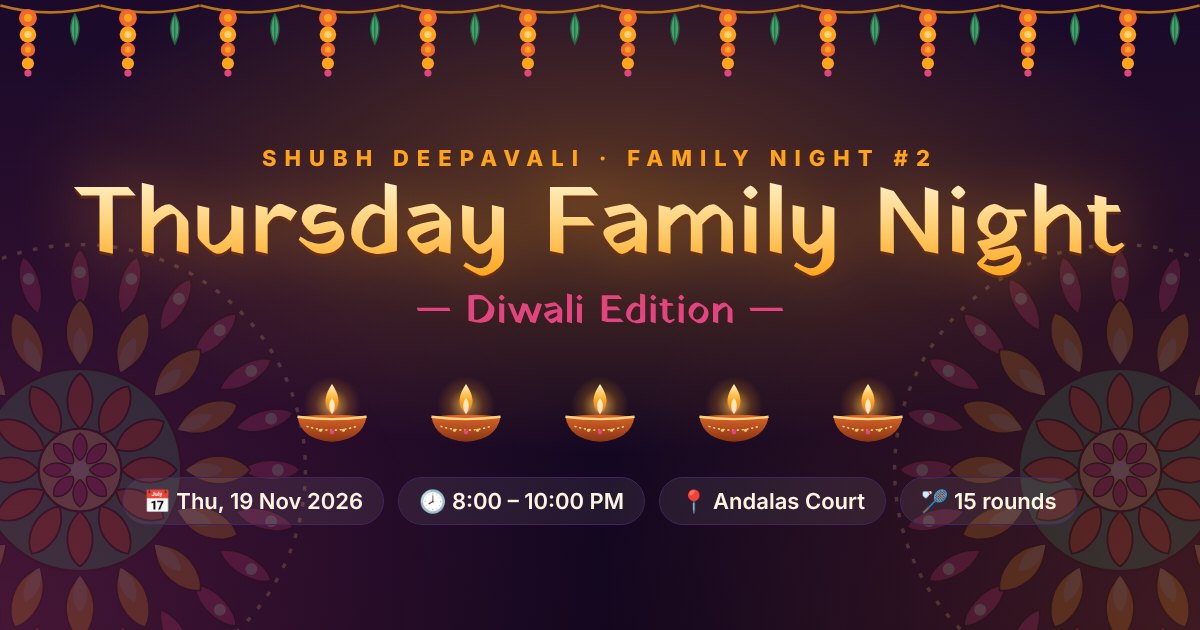 SHUBH DEEPAVALI · FAMILY NIGHT #2
Thursday Family Night
— Diwali Edition —
📅 Thu, 19 Nov 2026 🕗 8:00 – 10:00 PM 📍 Andalas Court 🥍 15 rounds